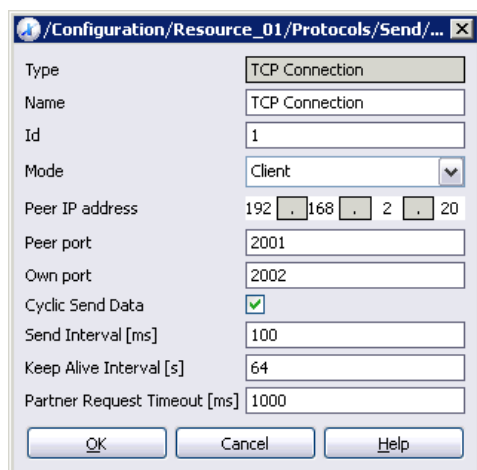 /Configuration/Resource_01/Protocols/Send/...
Type TCP Connection
Name TCP Connection
Id 1
Mode Client
Peer IP address 192 . 168 . 2 . 20
Peer port 2001
Own port 2002
Cyclic Send Data
Send Interval [ms] 100
Keep Alive Interval [s] 64
Partner Request Timeout [ms] 1000
OK Cancel Help